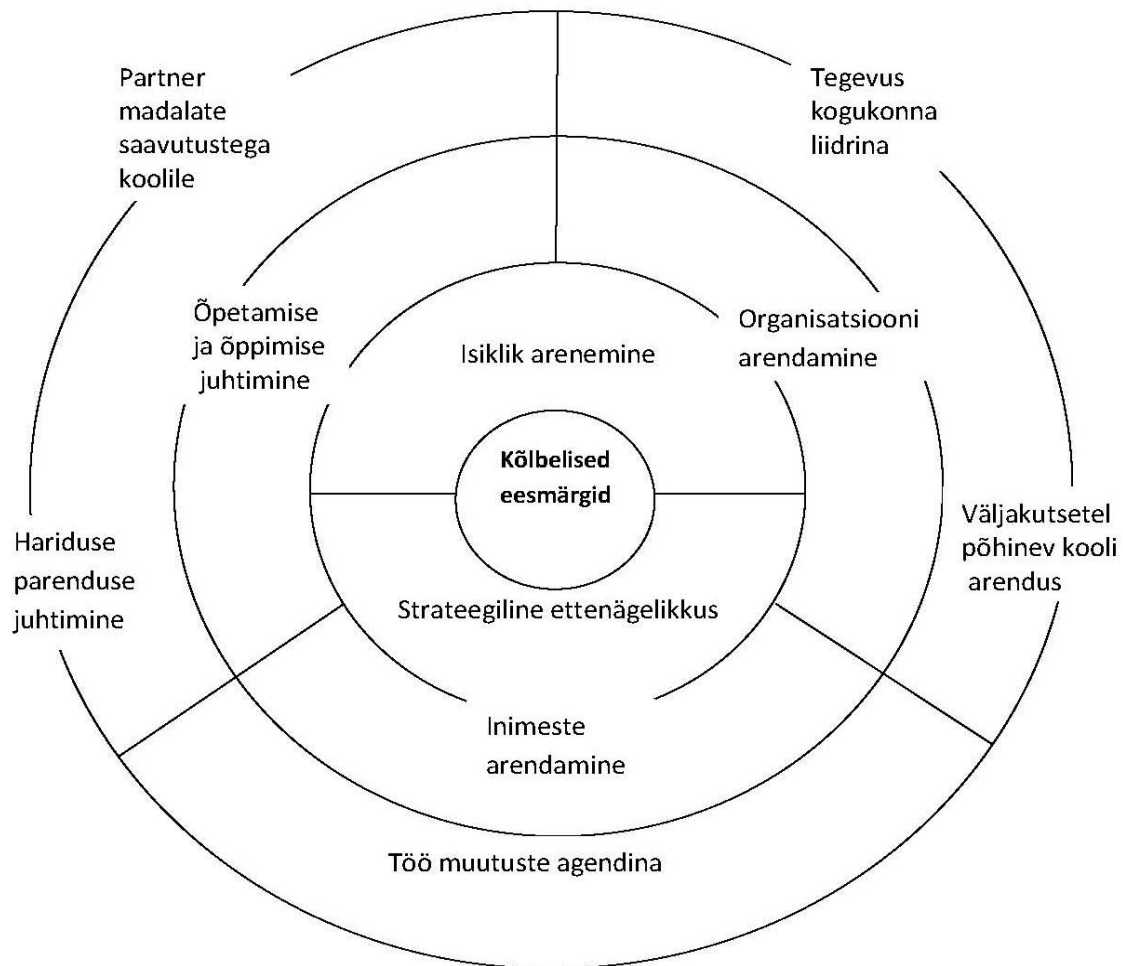 Partner
madalate
saavutustega
koolile
Tegevus
kogukonna
liidrina
Õpetamise
ja õppimise
juhtimine
Isiklik arenemine
Organisatsiooni
arendamine
Kõlbelised
eesmärgid
Hariduse
parenduse
juhtimine
Väljakutsetel
põhinev kooli
arendus
Strateegiline ettenägelikkus
Inimeste
arendamine
Töö muutuste agendina